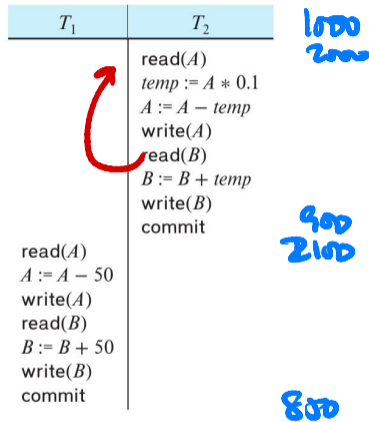 T₁ T₂
1000
2000
read(A)
temp := A * 0.1
A := A − temp
write(A)
read(B)
B := B + temp
write(B)
commit
900
2100
read(A)
A := A − 50
write(A)
read(B)
B := B + 50
write(B)
commit
850